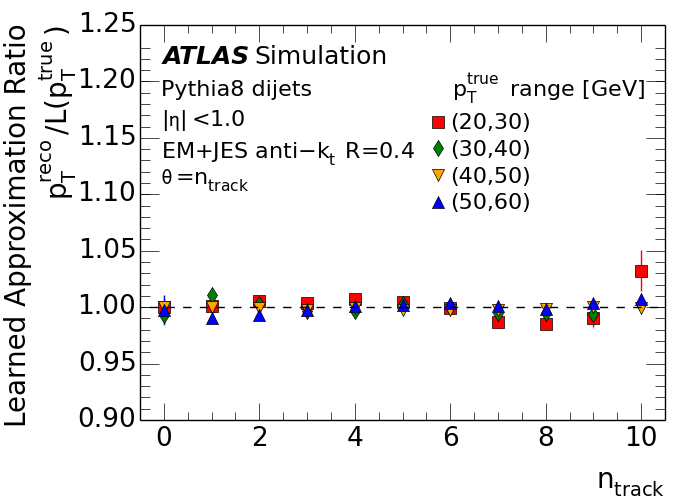 Learned Approximation Ratio
p_T^reco /L(p_T^true)
1.25
1.20
1.15
1.10
1.05
1.00
0.95
0.90
ATLAS Simulation
Pythia8 dijets
|η| <1.0
EM+JES anti−k_t R=0.4
θ =n_track
p_T^true range [GeV]
(20,30)
(30,40)
(40,50)
(50,60)
0 2 4 6 8 10
n_track